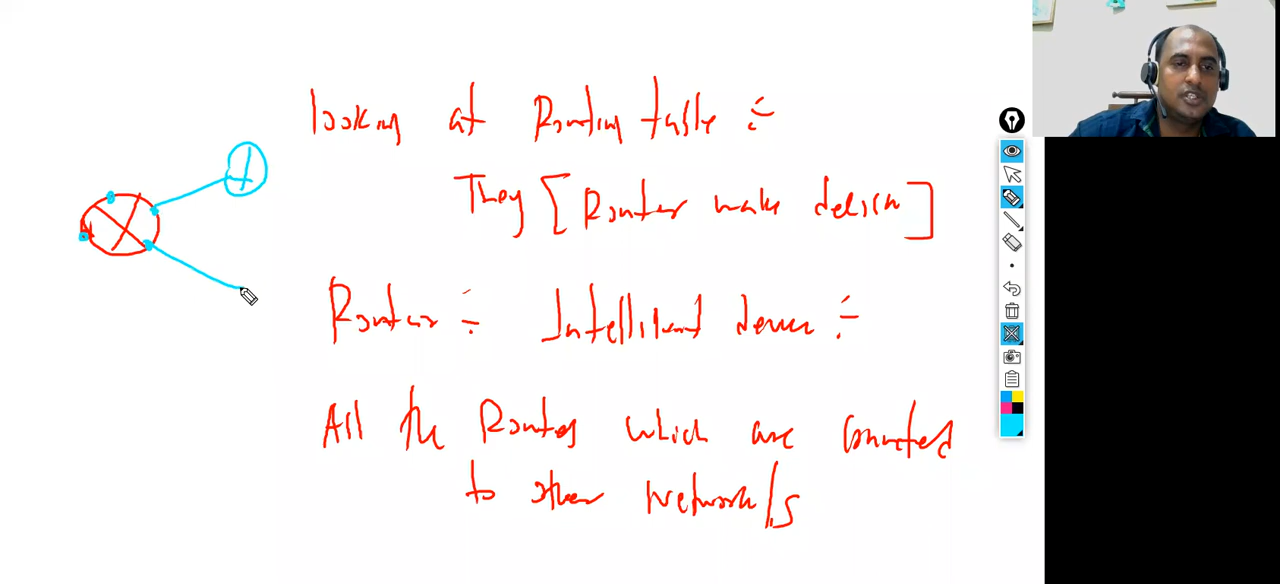 looking at Routing table ÷
They [Router make decision]
Router ÷ Intelligent device ÷
All the Routers which are connected
to other Network/s